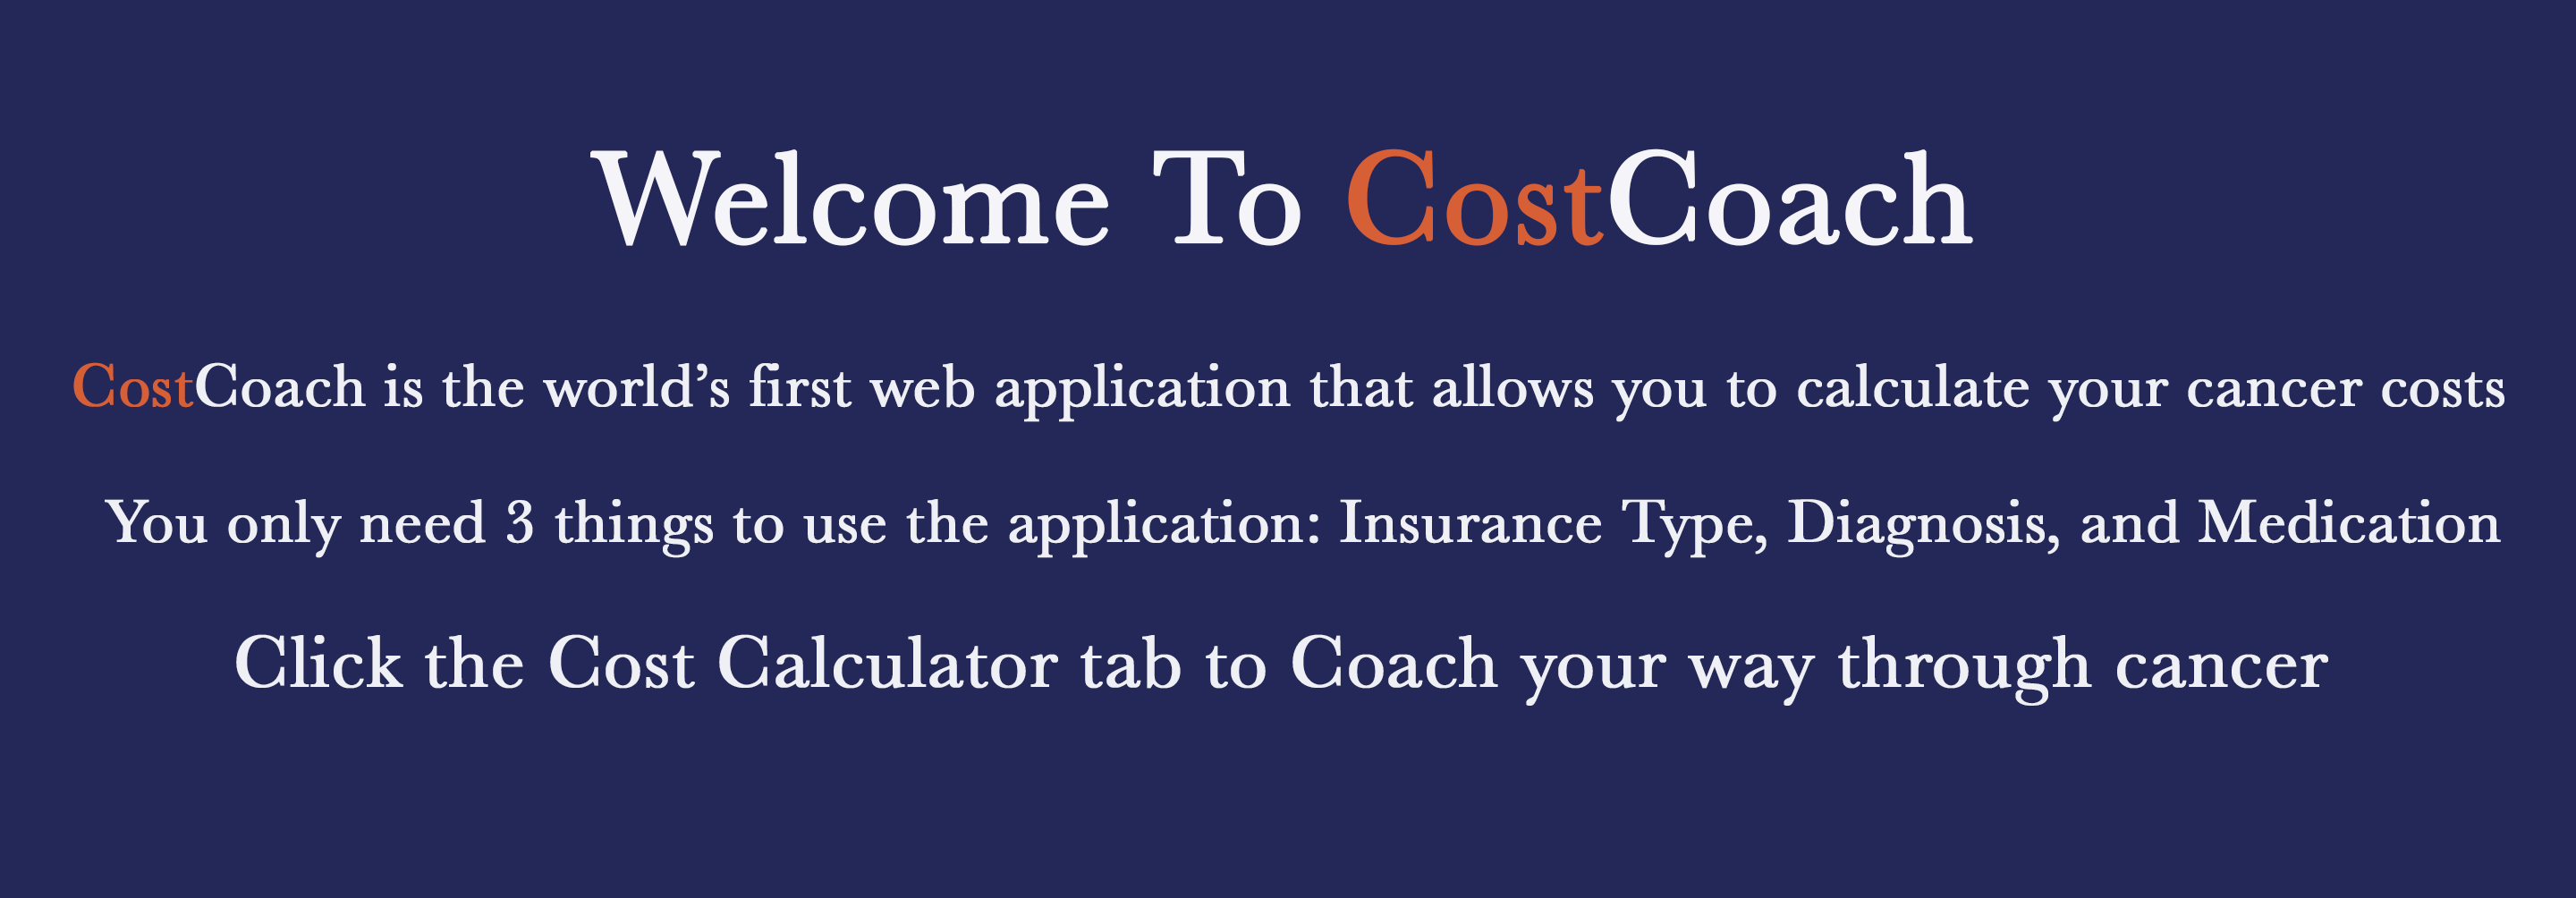 Welcome To CostCoach
CostCoach is the world’s first web application that allows you to calculate your cancer costs
You only need 3 things to use the application: Insurance Type, Diagnosis, and Medication
Click the Cost Calculator tab to Coach your way through cancer